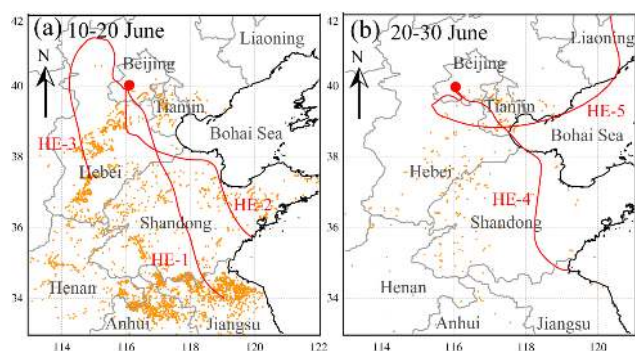 (a) 10-20 June
N
Liaoning
Beijing
Tianjin
Bohai Sea
HE-3
Hebei
HE-2
Shandong
HE-1
Henan
Anhui
Jiangsu
42
40
38
36
34
114 116 118 120 122
(b) 20-30 June
N
Liaoning
Beijing
HE-5
Tianjin
Bohai Sea
Hebei
HE-4
Shandong
Henan
Anhui
Jiangsu
42
40
38
36
34
114 116 118 120